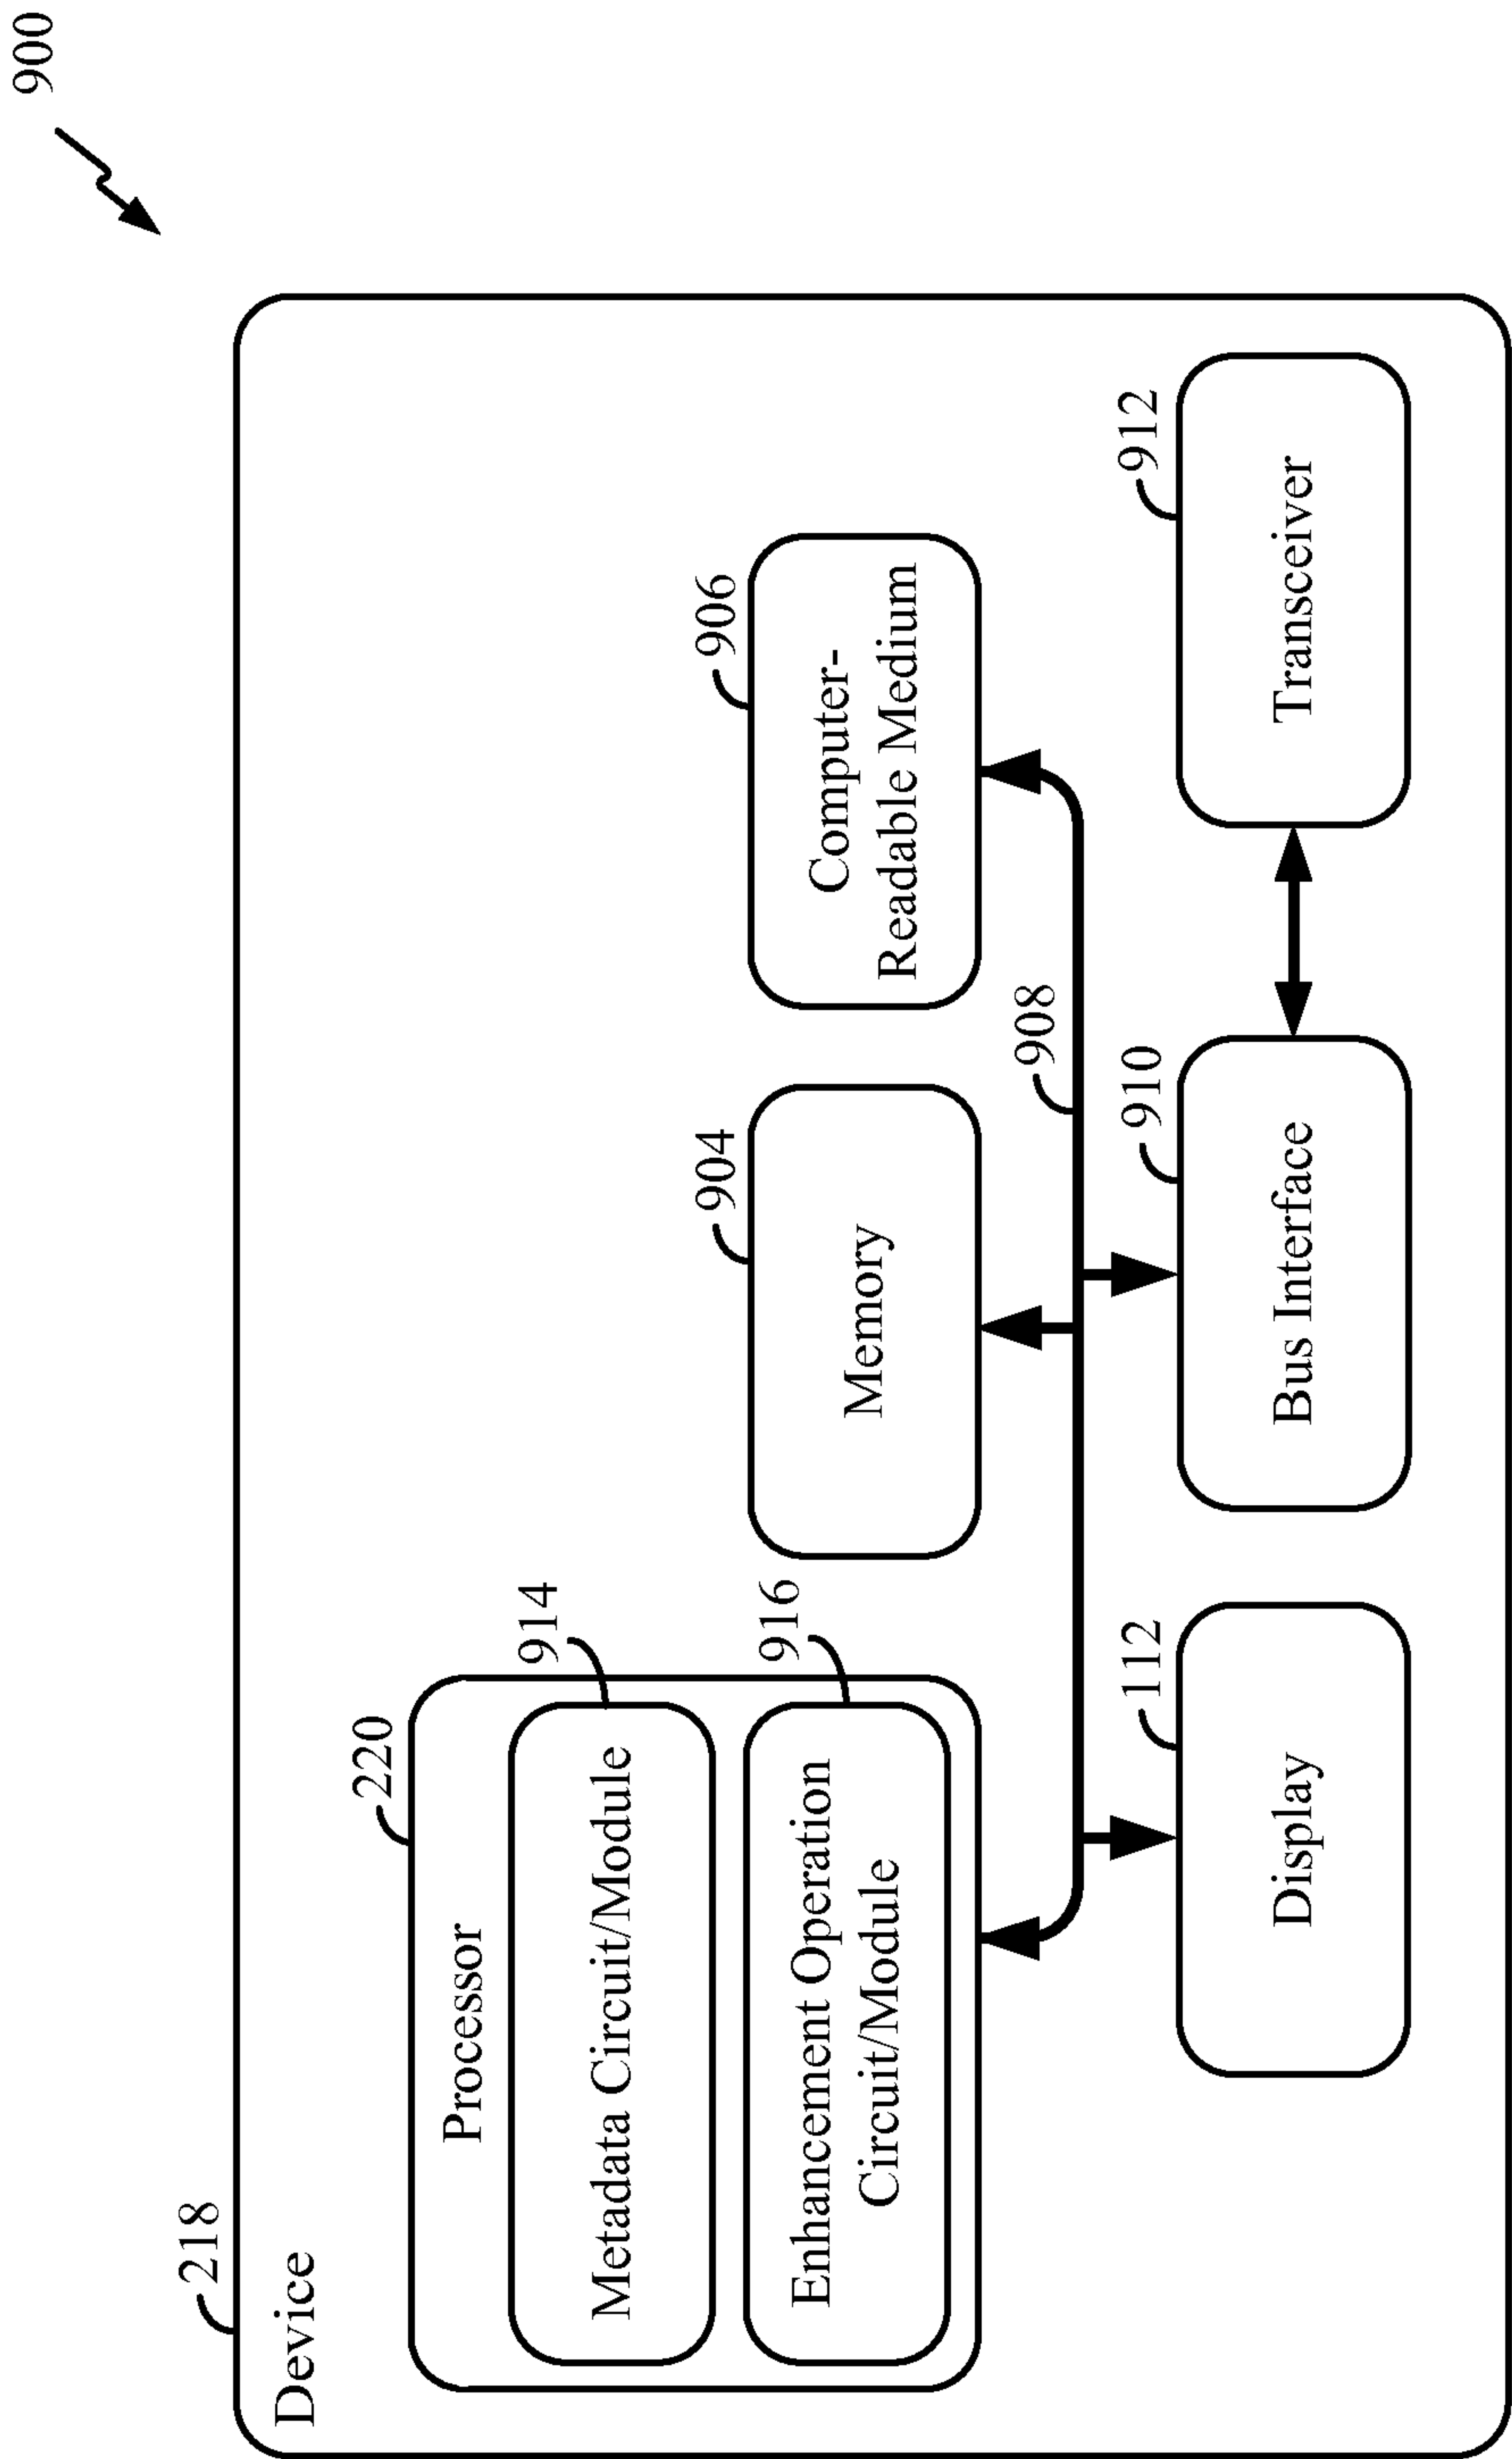 900
218
Device
220
Processor
914
Metadata Circuit/Module
916
Enhancement Operation
Circuit/Module
904
Memory
906
Computer-
Readable Medium
908
112
Display
910
Bus Interface
912
Transceiver